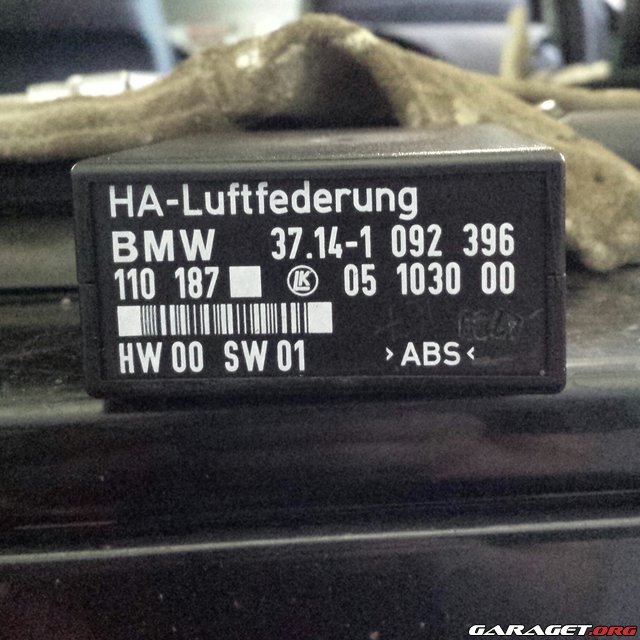 HA-Luftfederung
BMW 37.14-1 092 396
110 187 LK 05 1030 00
HW 00 SW 01 >ABS<
GARAGET.ORG